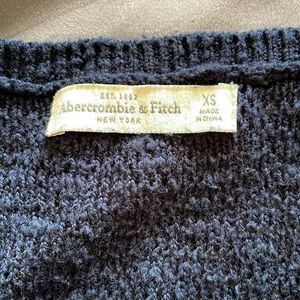 EST. 1892
Abercrombie & Fitch
NEW YORK
XS
MADE
IN CHINA